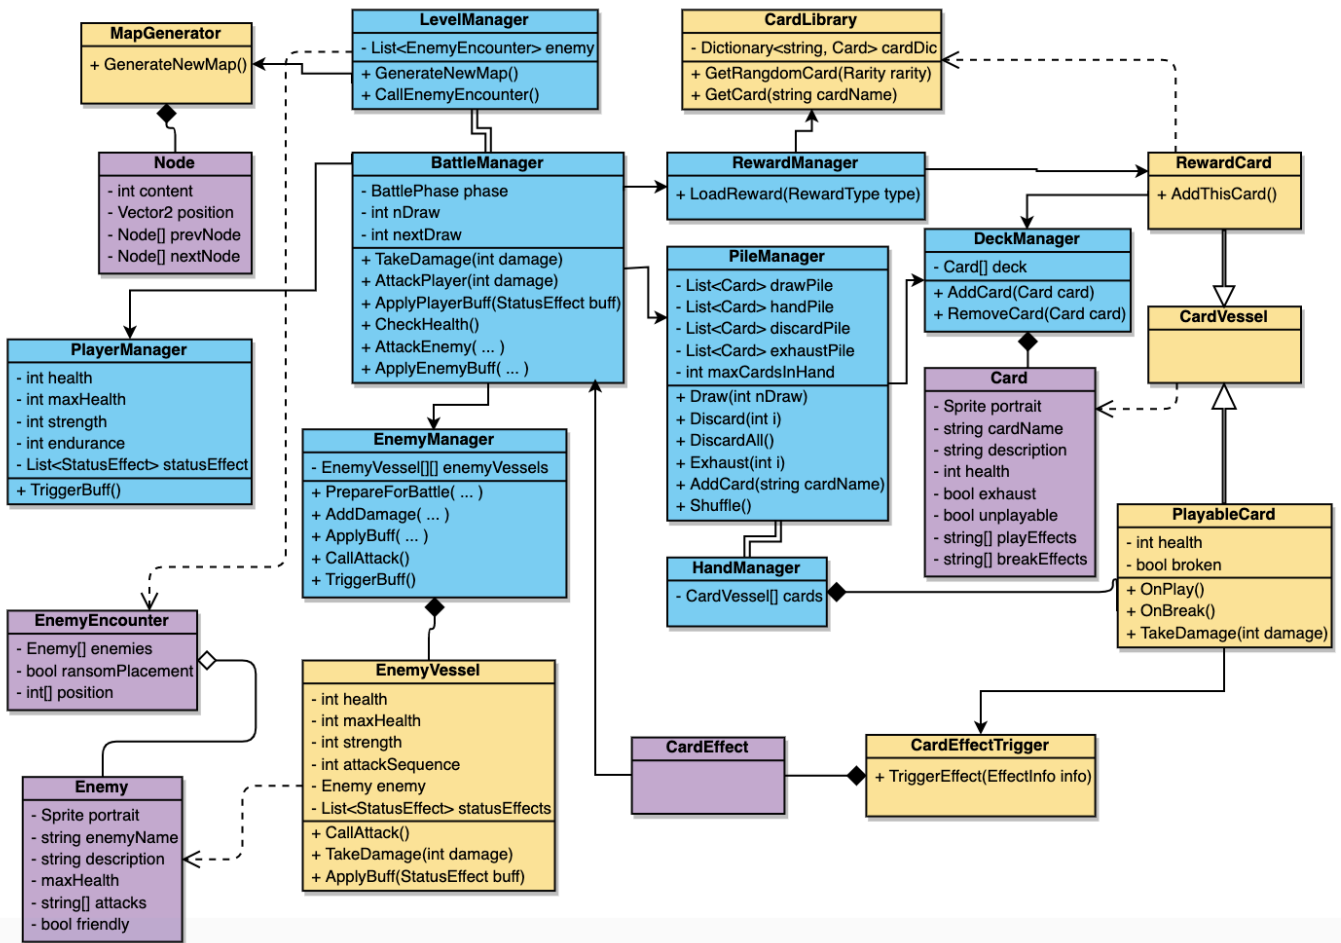 MapGenerator
+ GenerateNewMap()
LevelManager
- List<EnemyEncounter> enemy
+ GenerateNewMap()
+ CallEnemyEncounter()
CardLibrary
- Dictionary<string, Card> cardDic
+ GetRangdomCard(Rarity rarity)
+ GetCard(string cardName)
Node
- int content
- Vector2 position
- Node[] prevNode
- Node[] nextNode
BattleManager
- BattlePhase phase
- int nDraw
- int nextDraw
+ TakeDamage(int damage)
+ AttackPlayer(int damage)
+ ApplyPlayerBuff(StatusEffect buff)
+ CheckHealth()
+ AttackEnemy( ... )
+ ApplyEnemyBuff( ... )
RewardManager
+ LoadReward(RewardType type)
RewardCard
+ AddThisCard()
PileManager
- List<Card> drawPile
- List<Card> handPile
- List<Card> discardPile
- List<Card> exhaustPile
- int maxCardsInHand
+ Draw(int nDraw)
+ Discard(int i)
+ DiscardAll()
+ Exhaust(int i)
+ AddCard(string cardName)
+ Shuffle()
DeckManager
- Card[] deck
+ AddCard(Card card)
+ RemoveCard(Card card)
CardVessel
PlayerManager
- int health
- int maxHealth
- int strength
- int endurance
- List<StatusEffect> statusEffect
+ TriggerBuff()
Card
- Sprite portrait
- string cardName
- string description
- int health
- bool exhaust
- bool unplayable
- string[] playEffects
- string[] breakEffects
EnemyManager
- EnemyVessel[][] enemyVessels
+ PrepareForBattle( ... )
+ AddDamage( ... )
+ ApplyBuff( ... )
+ CallAttack()
+ TriggerBuff()
PlayableCard
- int health
- bool broken
+ OnPlay()
+ OnBreak()
+ TakeDamage(int damage)
HandManager
- CardVessel[] cards
EnemyEncounter
- Enemy[] enemies
- bool ransomPlacement
- int[] position
EnemyVessel
- int health
- int maxHealth
- int strength
- int attackSequence
- Enemy enemy
- List<StatusEffect> statusEffects
+ CallAttack()
+ TakeDamage(int damage)
+ ApplyBuff(StatusEffect buff)
CardEffect
CardEffectTrigger
+ TriggerEffect(EffectInfo info)
Enemy
- Sprite portrait
- string enemyName
- string description
- maxHealth
- string[] attacks
- bool friendly